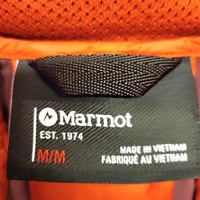 Marmot
EST. 1974
M/M
MADE IN VIETNAM
FABRIQUÉ AU VIETNAM